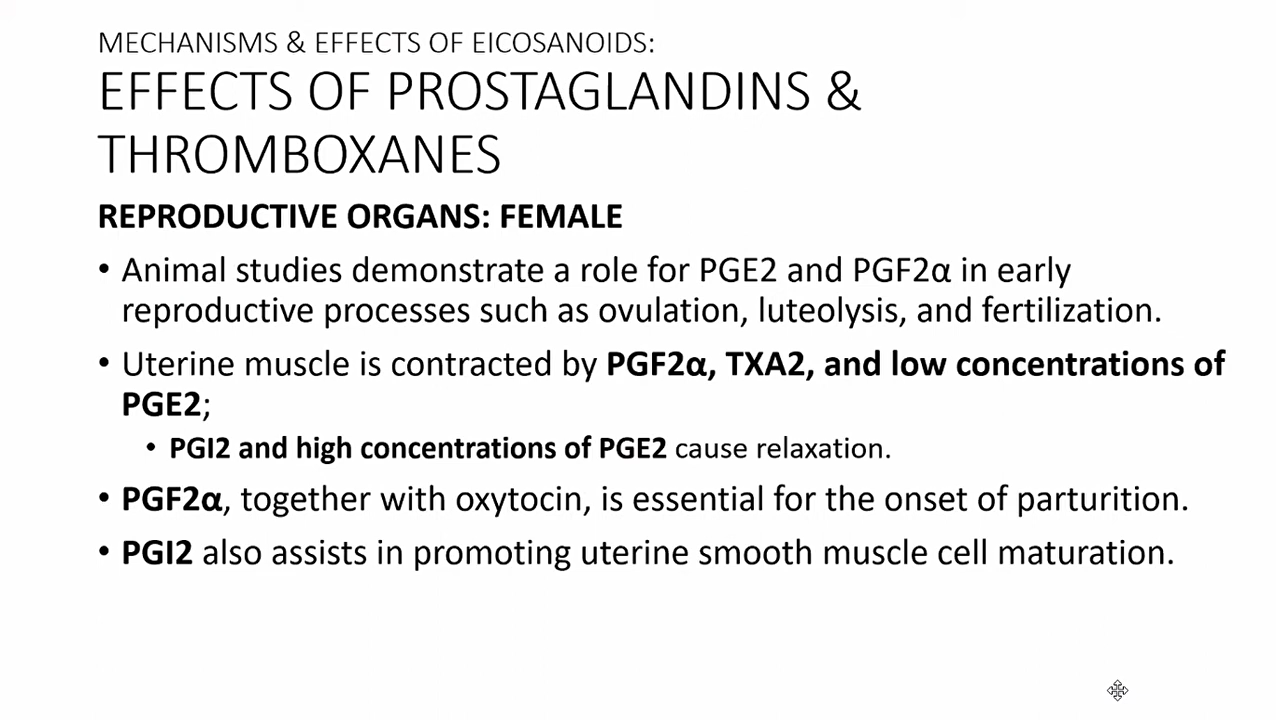 MECHANISMS & EFFECTS OF EICOSANOIDS:
EFFECTS OF PROSTAGLANDINS &
THROMBOXANES
REPRODUCTIVE ORGANS: FEMALE
• Animal studies demonstrate a role for PGE2 and PGF2α in early
reproductive processes such as ovulation, luteolysis, and fertilization.
• Uterine muscle is contracted by PGF2α, TXA2, and low concentrations of
PGE2;
• PGI2 and high concentrations of PGE2 cause relaxation.
• PGF2α, together with oxytocin, is essential for the onset of parturition.
• PGI2 also assists in promoting uterine smooth muscle cell maturation.